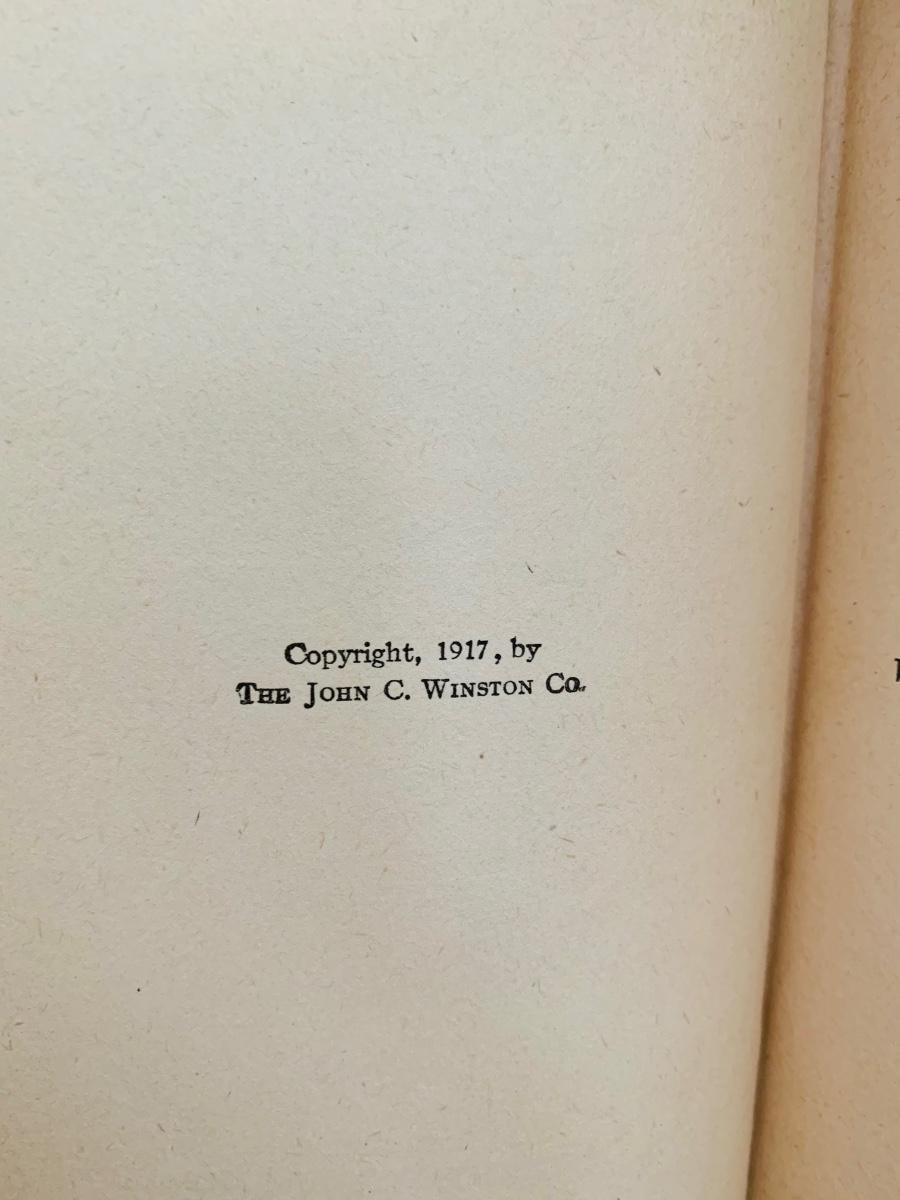 Copyright, 1917, by
THE JOHN C. WINSTON CO.